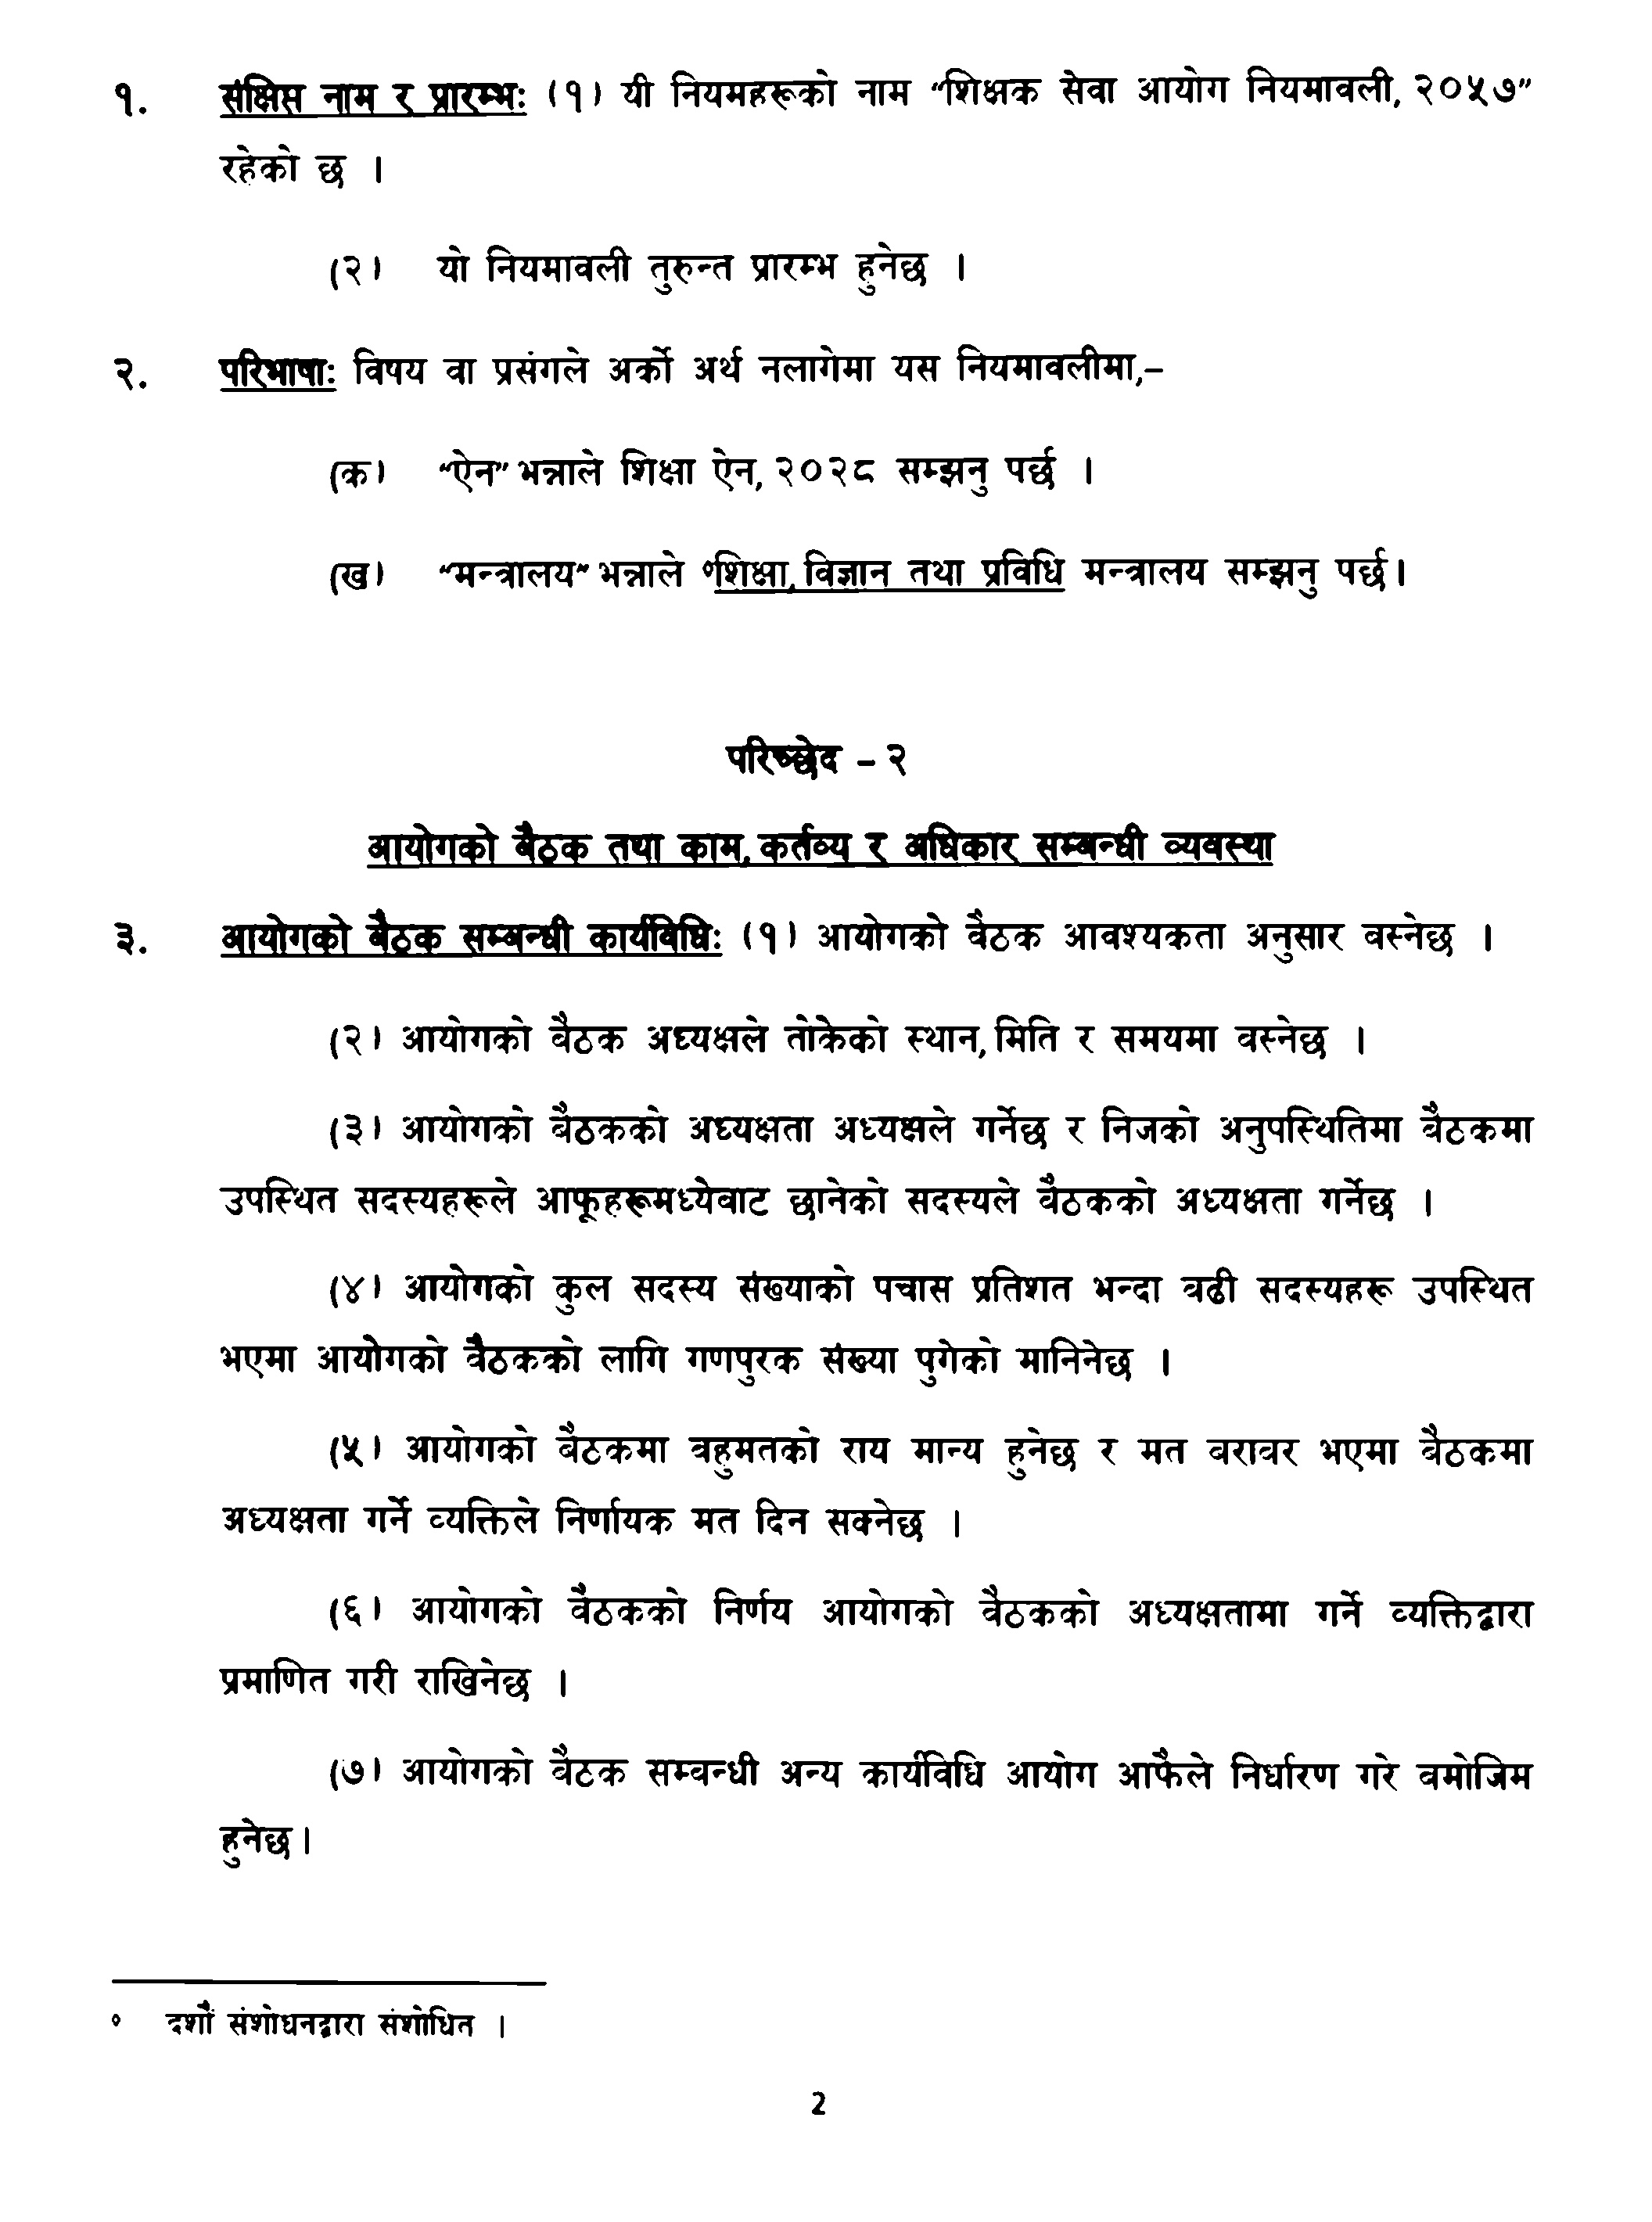 १. संक्षिप्त नाम र प्रारम्भः (१) यी नियमहरूको नाम “शिक्षक सेवा आयोग नियमावली, २०५७”
रहेको छ ।
(२) यो नियमावली तुरुन्त प्रारम्भ हुनेछ ।
२. परिभाषाः विषय वा प्रसंगले अर्को अर्थ नलागेमा यस नियमावलीमा,–
(क) “ऐन” भन्नाले शिक्षा ऐन, २०२८ सम्झनु पर्छ ।
(ख) “मन्त्रालय” भन्नाले °शिक्षा, विज्ञान तथा प्रविधि मन्त्रालय सम्झनु पर्छ।
परिच्छेद – २
आयोगको बैठक तथा काम, कर्तव्य र अधिकार सम्बन्धी व्यवस्था
३. आयोगको बैठक सम्बन्धी कार्यविधिः (१) आयोगको बैठक आवश्यकता अनुसार बस्नेछ ।
(२) आयोगको बैठक अध्यक्षले तोकेको स्थान, मिति र समयमा बस्नेछ ।
(३) आयोगको बैठकको अध्यक्षता अध्यक्षले गर्नेछ र निजको अनुपस्थितिमा बैठकमा
उपस्थित सदस्यहरूले आफूहरूमध्येबाट छानेको सदस्यले बैठकको अध्यक्षता गर्नेछ ।
(४) आयोगको कुल सदस्य संख्याको पचास प्रतिशत भन्दा बढी सदस्यहरू उपस्थित
भएमा आयोगको बैठकको लागि गणपुरक संख्या पुगेको मानिनेछ ।
(५) आयोगको बैठकमा बहुमतको राय मान्य हुनेछ र मत बराबर भएमा बैठकमा
अध्यक्षता गर्ने व्यक्तिले निर्णायक मत दिन सक्नेछ ।
(६) आयोगको बैठकको निर्णय आयोगको बैठकको अध्यक्षतामा गर्ने व्यक्तिद्वारा
प्रमाणित गरी राखिनेछ ।
(७) आयोगको बैठक सम्बन्धी अन्य कार्यविधि आयोग आफैले निर्धारण गरे बमोजिम
हुनेछ।
° दशौं संशोधनद्वारा संशोधित ।
2